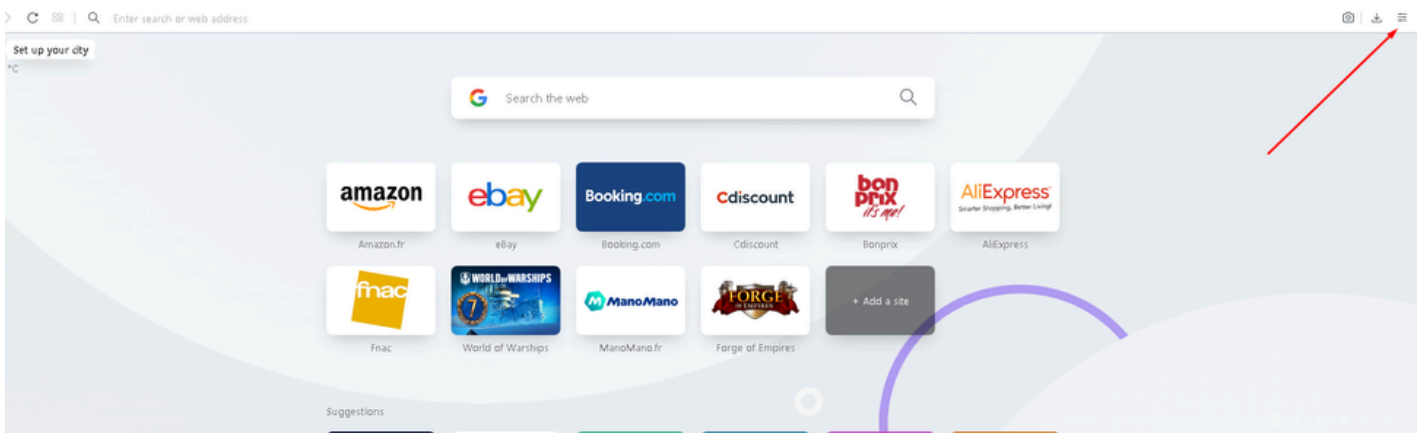 Enter search or web address
Set up your city
°C
G Search the web
amazon
ebay
Booking.com
Cdiscount
bon prix
it's me!
AliExpress
Smarter Shopping, Better Living!
Amazon.fr
eBay
Booking.com
Cdiscount
Bonprix
AliExpress
fnac
WORLD OF WARSHIPS
7
M ManoMano
FORGE
OF EMPIRES
+ Add a site
Fnac
World of Warships
ManoMano.fr
Forge of Empires
Suggestions